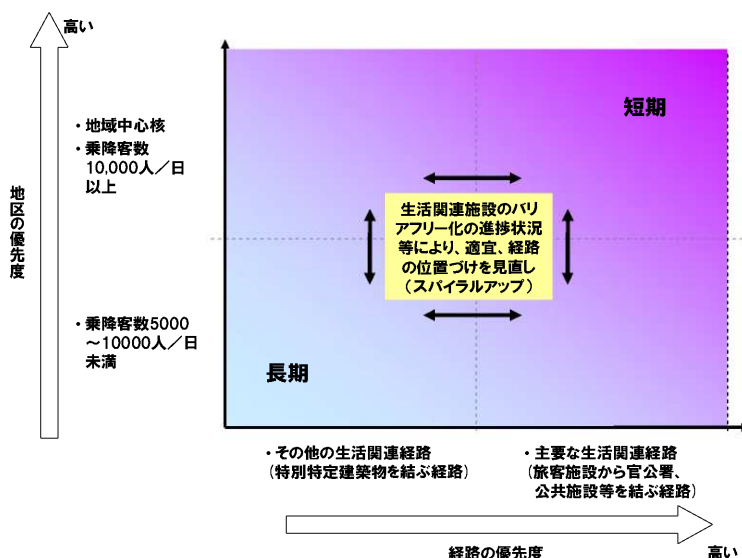 高い
・地域中心核
・乗降客数
10,000人／日
以上
地区の優先度
・乗降客数5000
～10000人／日
未満
短期
生活関連施設のバリ
アフリー化の進捗状況
等により、適宜、経路
の位置づけを見直し
（スパイラルアップ）
長期
・その他の生活関連経路
（特別特定建築物を結ぶ経路）
・主要な生活関連経路
（旅客施設から官公署、
公共施設等を結ぶ経路）
経路の優先度
高い